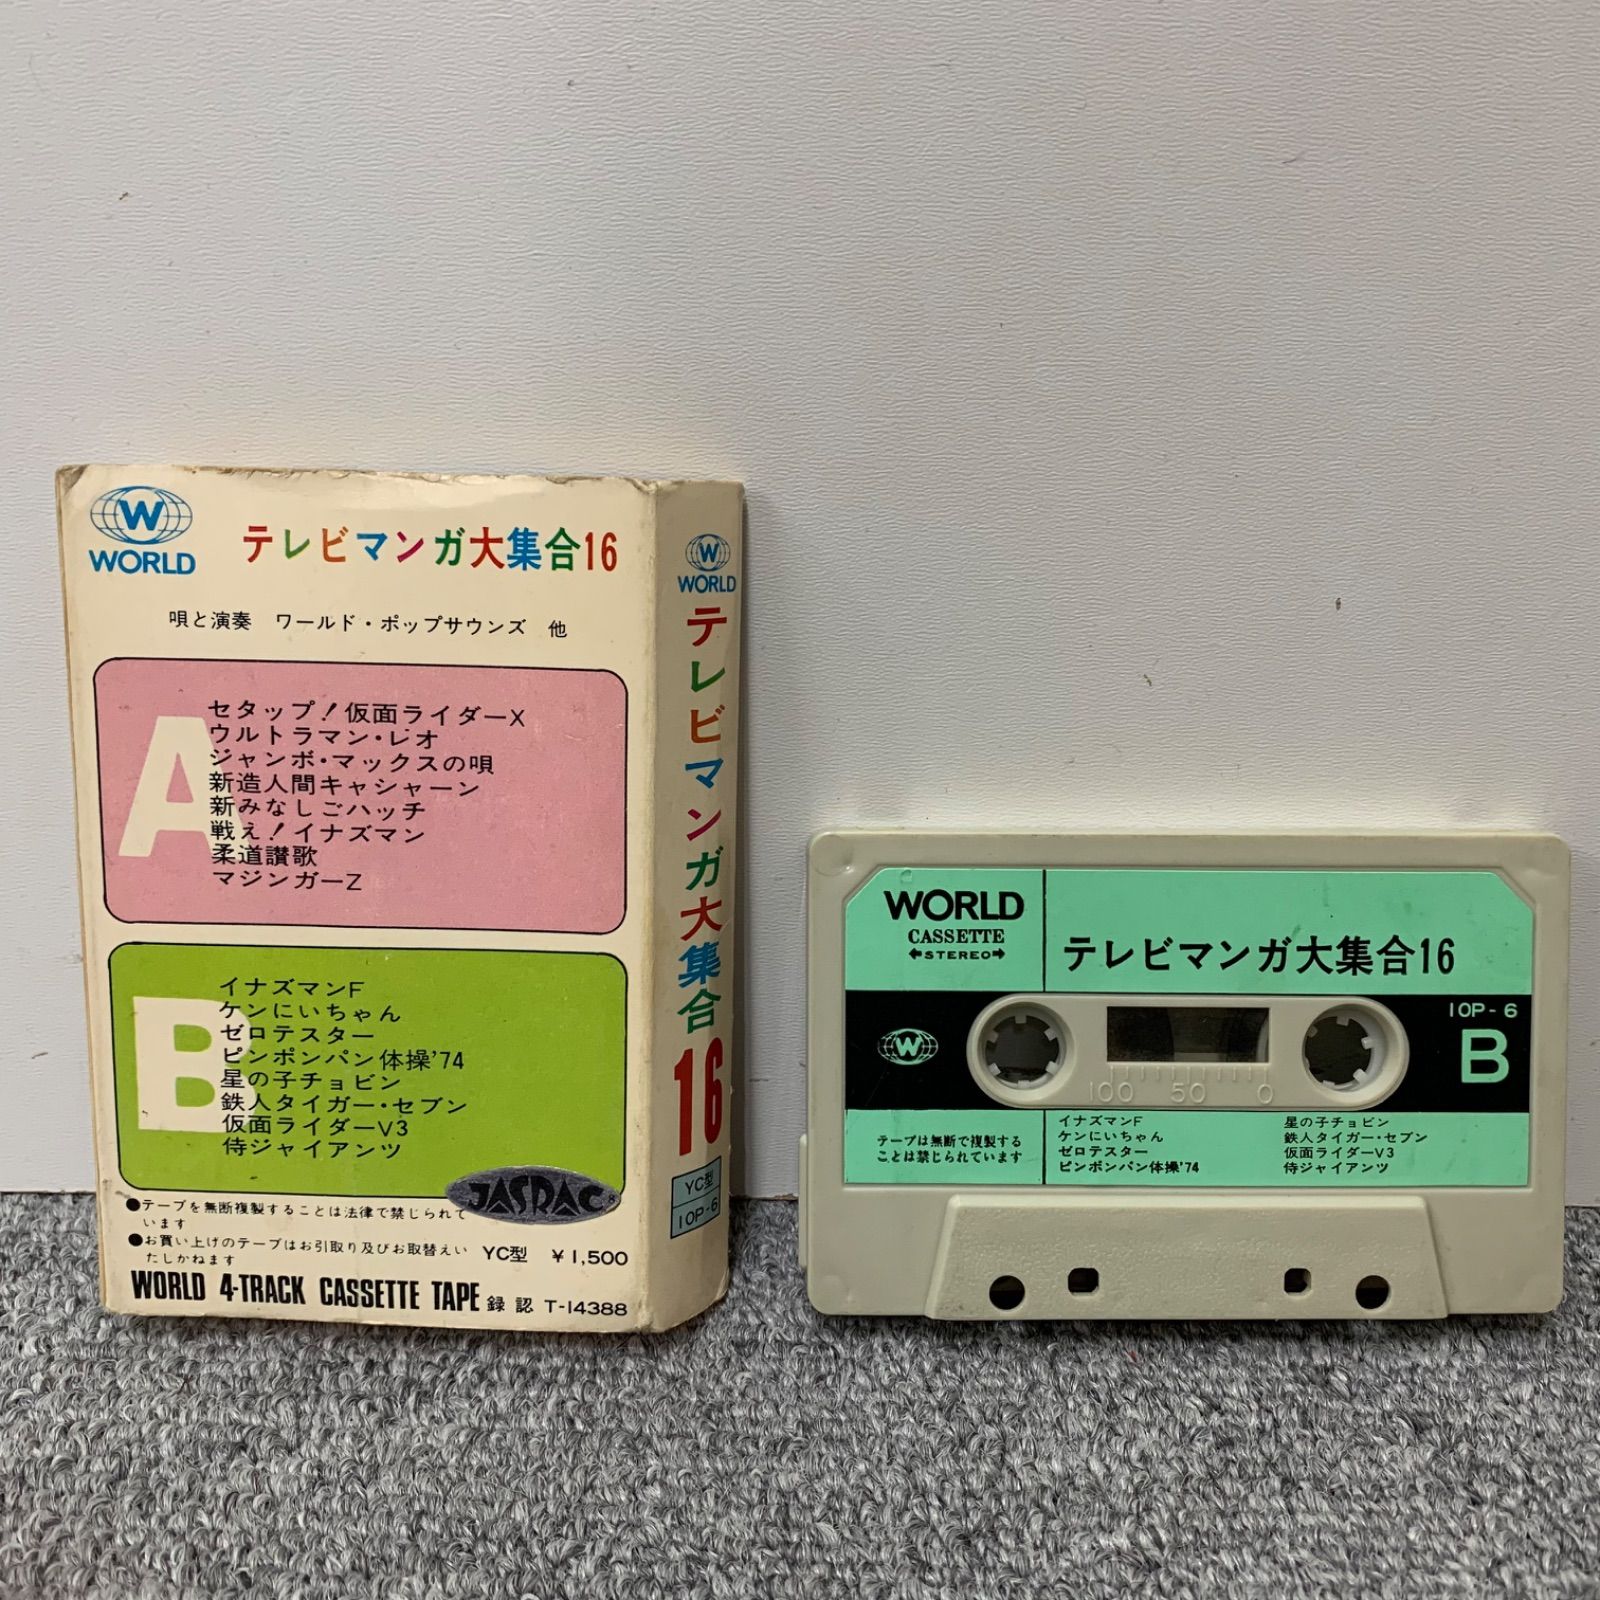 W
WORLD
テレビマンガ大集合16
唄と演奏 ワールド・ポップサウンズ 他
A
セタップ!仮面ライダーX
ウルトラマン・レオ
ジャンボ・マックスの唄
新造人間キャシャーン
新みなしごハッチ
戦え!イナズマン
柔道讃歌
マジンガーZ
B
イナズマンF
ケンにいちゃん
ゼロテスター
ピンポンパン体操'74
星の子チョビン
鉄人タイガー・セブン
仮面ライダーV3
侍ジャイアンツ
JASRAC
●テープを無断複製することは法律で禁じられて
います
●お買い上げのテープはお引取り及びお取替えい
たしかねます
YC型 ¥1,500
WORLD 4-TRACK CASSETTE TAPE 録認 T-14388
W
WORLD
テレビマンガ大集合16
YC型
10P-6
WORLD
CASSETTE
STEREO
テレビマンガ大集合16
W
10P-6
B
100 50 0
テープは無断で複製する
ことは禁じられています
イナズマンF
ケンにいちゃん
ゼロテスター
ピンポンパン体操'74
星の子チョビン
鉄人タイガー・セブン
仮面ライダーV3
侍ジャイアンツ